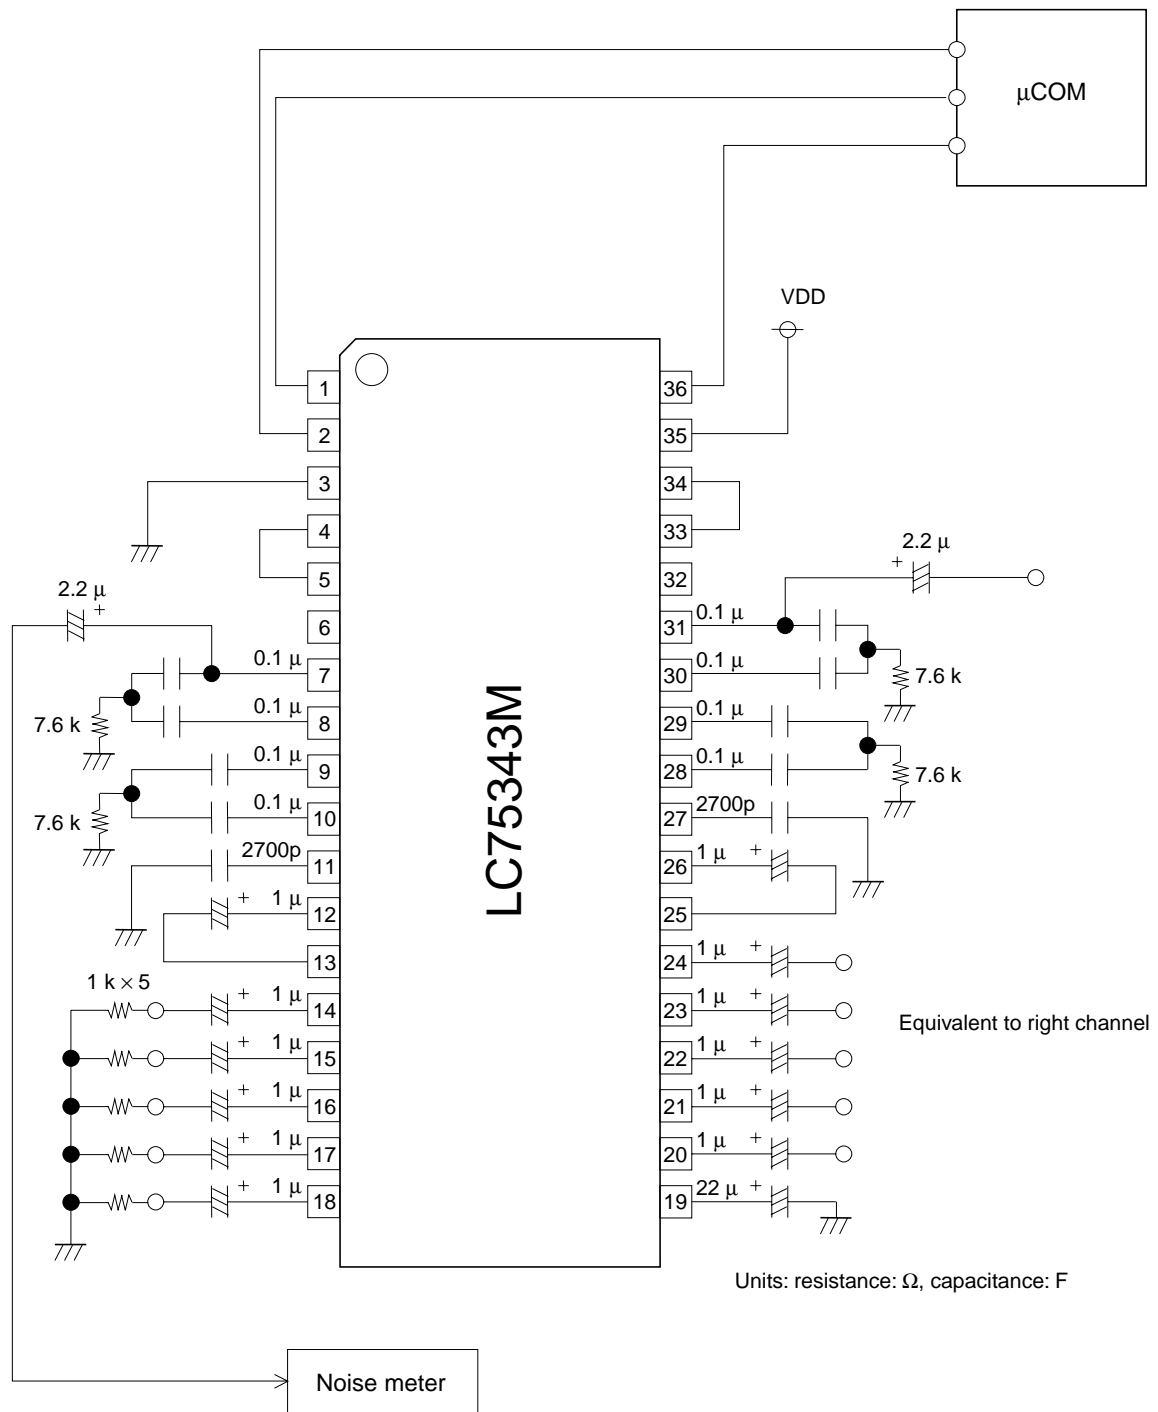 μCOM
VDD
1
36
2
35
3
34
4
33
2.2 μ
+
5
32
2.2 μ
+
6
31
0.1 μ
0.1 μ
7
30
0.1 μ
7.6 k
7.6 k
0.1 μ
8
29
0.1 μ
0.1 μ
9
28
0.1 μ
7.6 k
7.6 k
0.1 μ
10
27
2700p
2700p
11
26
1 μ
+
+
1 μ
12
25
13
24
1 μ
+
1 k × 5
+
1 μ
14
23
1 μ
+
Equivalent to right channel
+
1 μ
15
22
1 μ
+
+
1 μ
16
21
1 μ
+
+
1 μ
17
20
1 μ
+
+
1 μ
18
19
22 μ
+
LC75343M
Units: resistance: Ω, capacitance: F
Noise meter